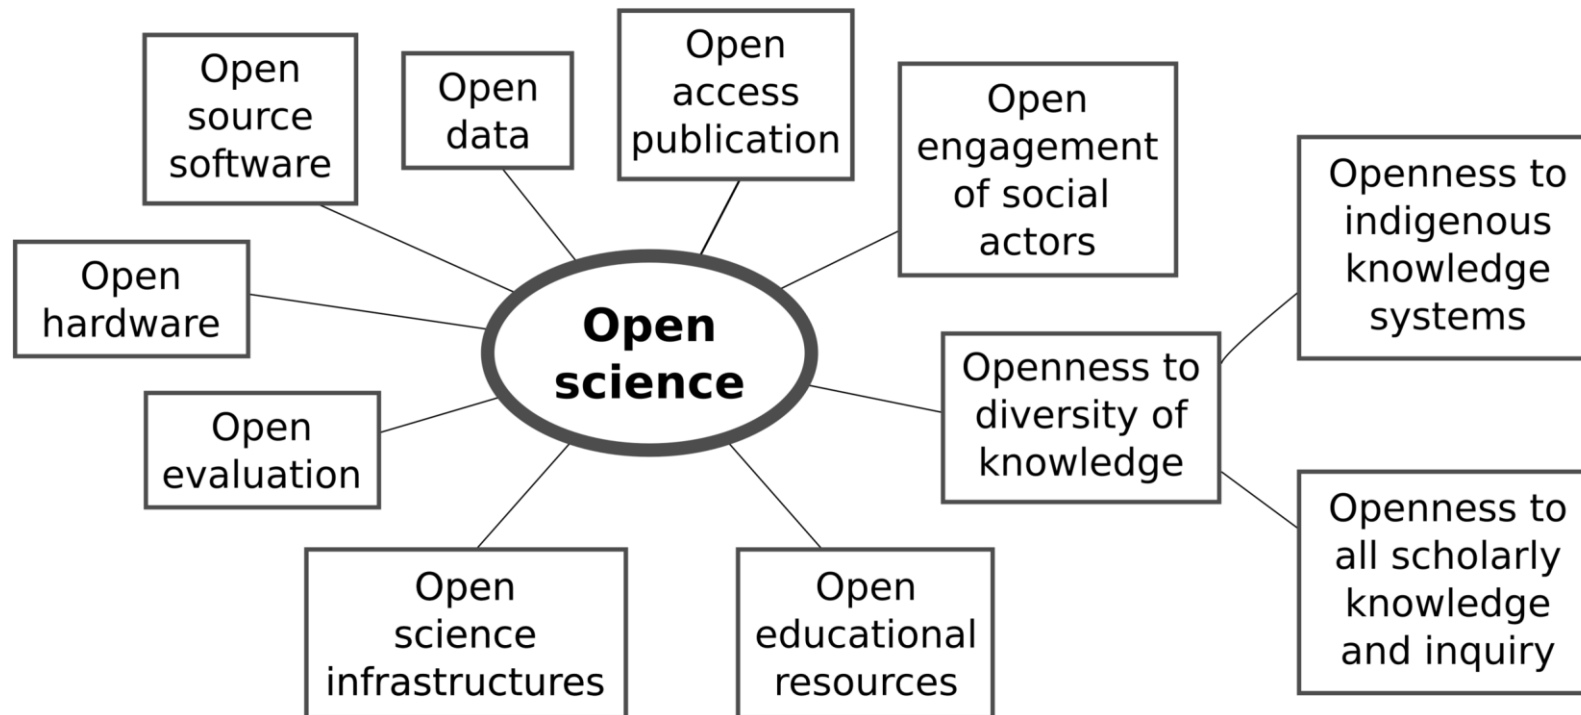 Open
source
software
Open
data
Open
access
publication
Open
engagement
of social
actors
Openness to
indigenous
knowledge
systems
Open
hardware
Open
science
Openness to
diversity of
knowledge
Open
evaluation
Openness to
all scholarly
knowledge
and inquiry
Open
science
infrastructures
Open
educational
resources